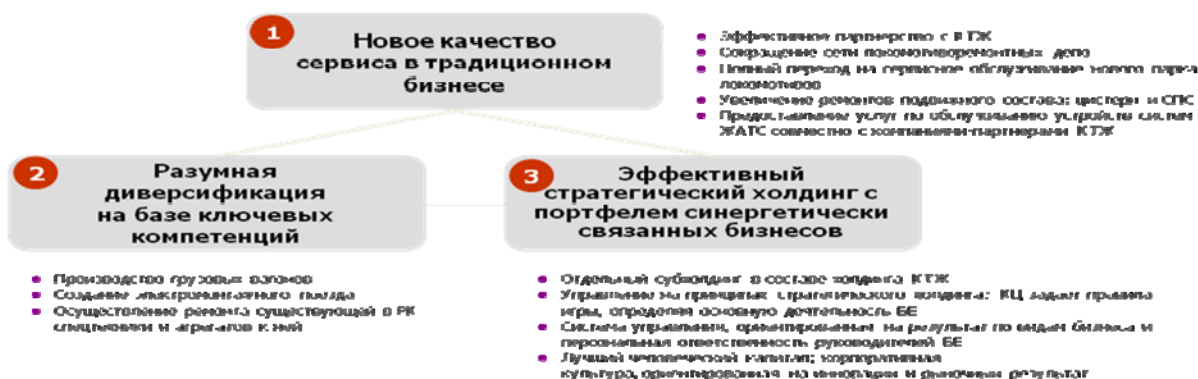 1
Новое качество
сервиса в традиционном
бизнесе
Эффективное партнерство с КТЖ
Сокращение сети локомотиворемонтных депо
Полный переход на сервисное обслуживание нового парка
локомотивов
Увеличение ремонтов подвижного состава: цистерн и СПС
Предоставление услуг по обслуживанию устройств систем
ЖАТС совместно с компаниями-партнерами КТЖ
2
Разумная
диверсификация
на базе ключевых
компетенций
3
Эффективный
стратегический холдинг с
портфелем синергетически
связанных бизнесов
Производство грузовых вагонов
Создание электромонтажного поезда
Осуществление ремонта существующей в РК
спецтехники и агрегатов к ней
Отдельный субхолдинг в составе холдинга КТЖ
Управление на принципах стратегического холдинга: КЦ задает правила
игры, определяя основную деятельность БЕ
Система управления, ориентированная на результат по видам бизнеса и
персональная ответственность руководителей БЕ
Лучший человеческий капитал; корпоративная
культура, ориентированная на инновации и рыночный результат